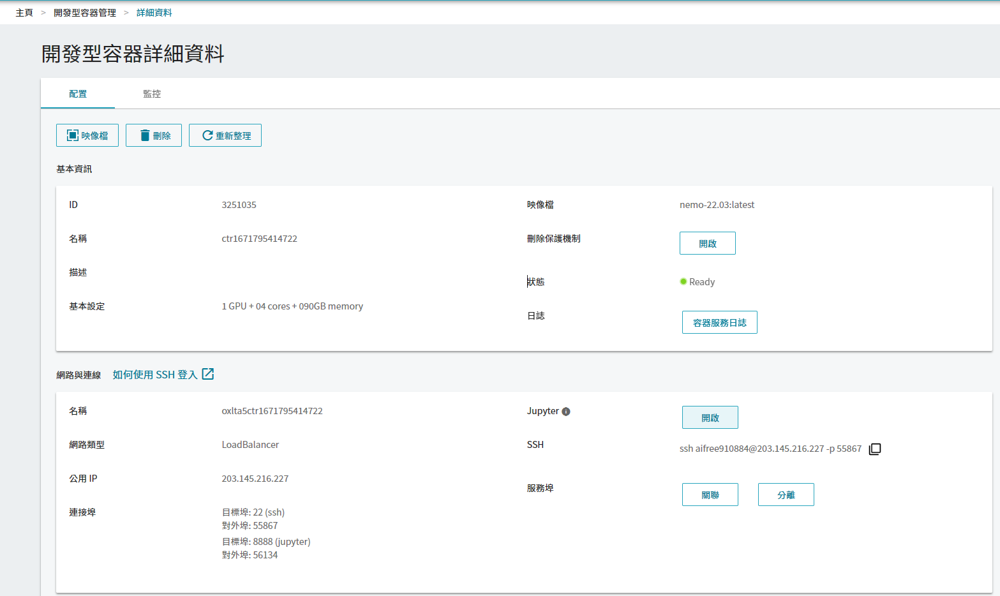 主頁 > 開發型容器管理 > 詳細資料
開發型容器詳細資料
配置 監控
映像檔 刪除 重新整理
基本資訊
ID 3251035
名稱 ctr1671795414722
描述
基本設定 1 GPU + 04 cores + 090GB memory
映像檔 nemo-22.03:latest
刪除保護機制 開啟
狀態 Ready
日誌 容器服務日誌
網路與連線 如何使用 SSH 登入
名稱 oxlta5ctr1671795414722
網路類型 LoadBalancer
公用 IP 203.145.216.227
連接埠 目標埠: 22 (ssh)
對外埠: 55867
目標埠: 8888 (jupyter)
對外埠: 56134
Jupyter 開啟
SSH ssh aifree910884@203.145.216.227 -p 55867
服務埠 關聯 分離